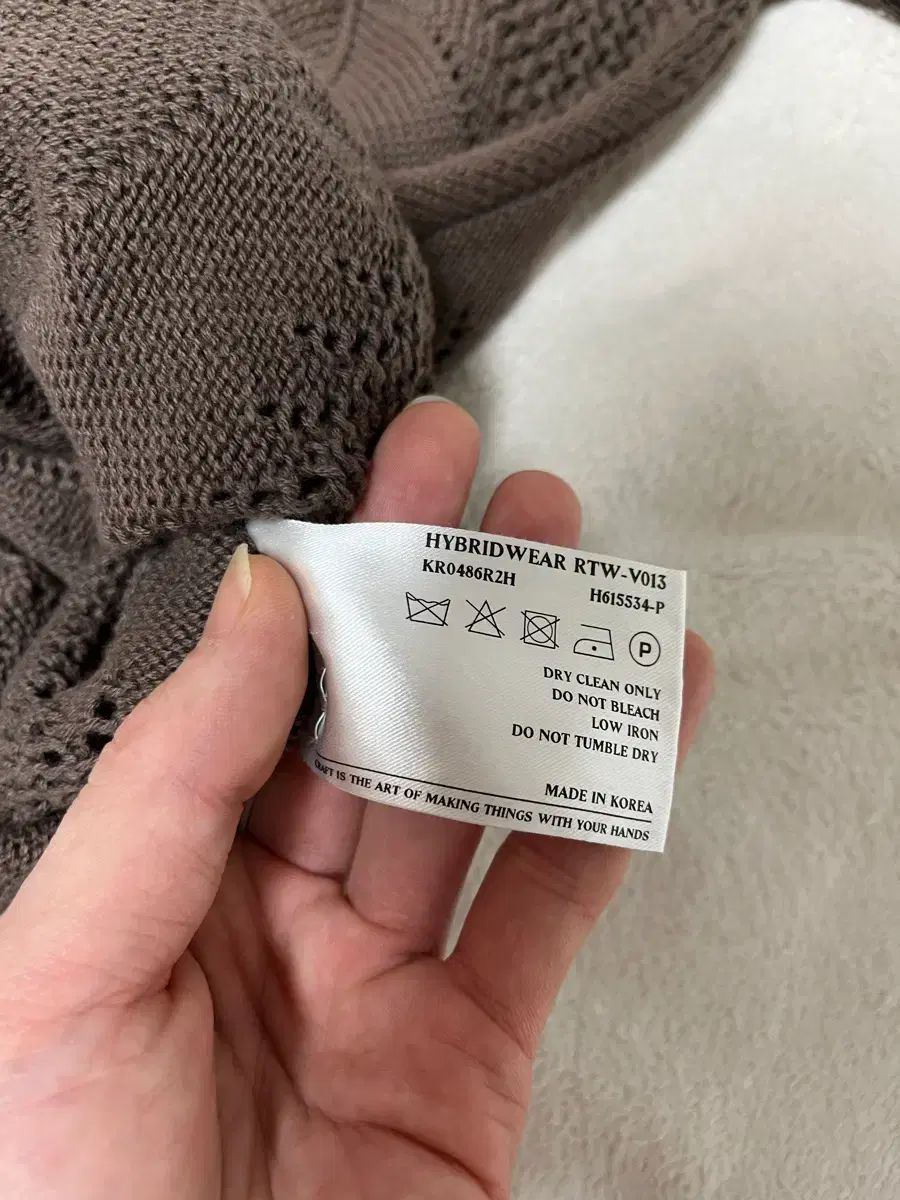 HYBRIDWEAR RTW-V013
KR0486R2H
H615534-P
P
DRY CLEAN ONLY
DO NOT BLEACH
LOW IRON
DO NOT TUMBLE DRY
MADE IN KOREA
CRAFT IS THE ART OF MAKING THINGS WITH YOUR HANDS